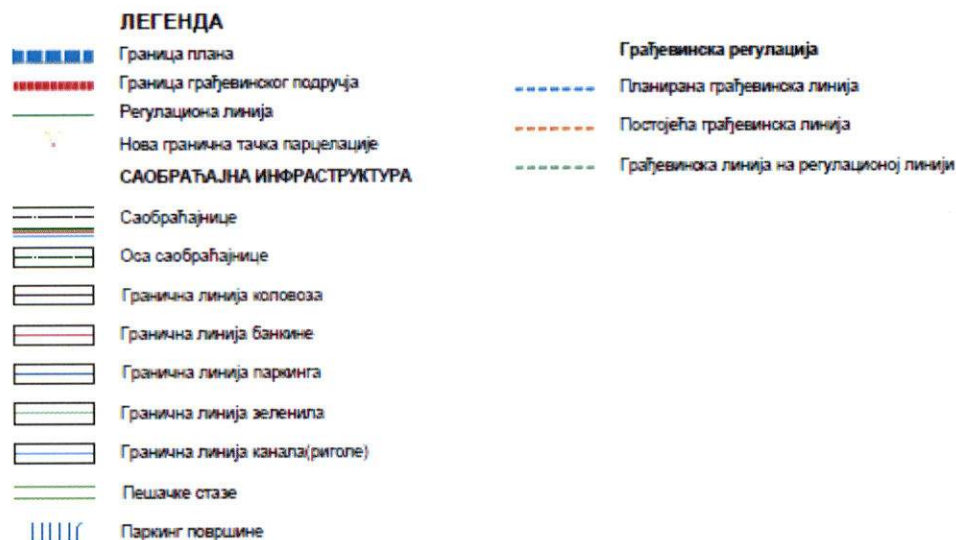 ЛЕГЕНДА
Граница плана
Граница грађевинског подручја
Регулациона линија
Нова гранична тачка парцелације
САОБРАЋАЈНА ИНФРАСТРУКТУРА
Саобраћајнице
Оса саобраћајнице
Гранична линија коловоза
Гранична линија банкине
Гранична линија паркинга
Гранична линија зеленила
Гранична линија канала(риголе)
Пешачке стазе
Паркинг површине
Грађевинска регулација
Планирана грађевинска линија
Постојећа грађевинска линија
Грађевинска линија на регулационој линији